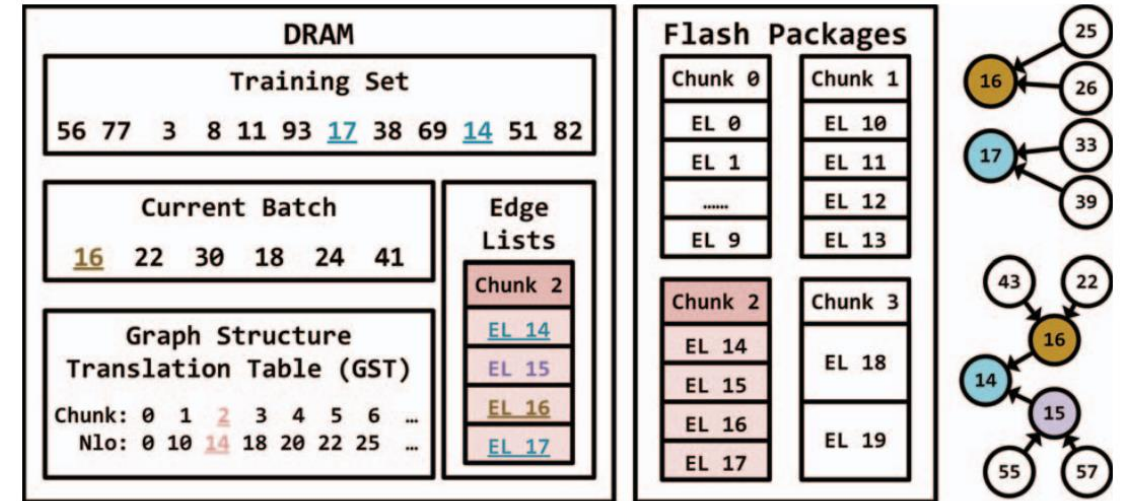 DRAM
Training Set
56 77 3 8 11 93 17 38 69 14 51 82
Current Batch
16 22 30 18 24 41
Graph Structure
Translation Table (GST)
Chunk: 0 1 2 3 4 5 6 …
Nlo: 0 10 14 18 20 22 25 …
Edge
Lists
Chunk 2
EL 14
EL 15
EL 16
EL 17
Flash Packages
Chunk 0
EL 0
EL 1
……
EL 9
Chunk 1
EL 10
EL 11
EL 12
EL 13
Chunk 2
EL 14
EL 15
EL 16
EL 17
Chunk 3
EL 18
EL 19
25
16
26
33
17
39
43
22
16
14
15
55
57